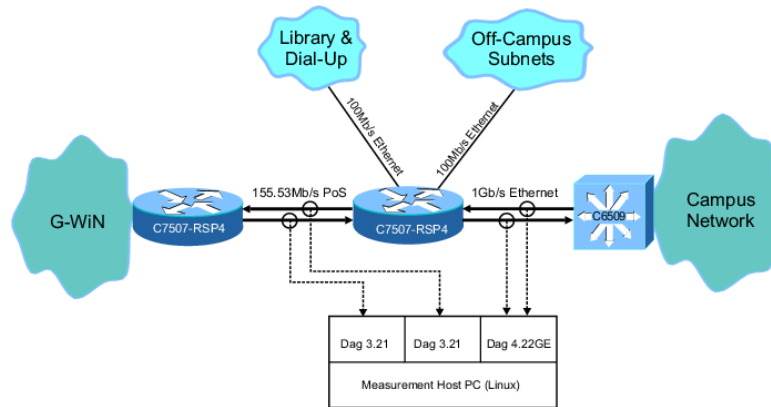 Library &
Dial-Up
Off-Campus
Subnets
100Mb/s Ethernet
100Mb/s Ethernet
G-WiN
155.53Mb/s PoS
1Gb/s Ethernet
C7507-RSP4
C7507-RSP4
C6509
Campus
Network
Dag 3.21
Dag 3.21
Dag 4.22GE
Measurement Host PC (Linux)